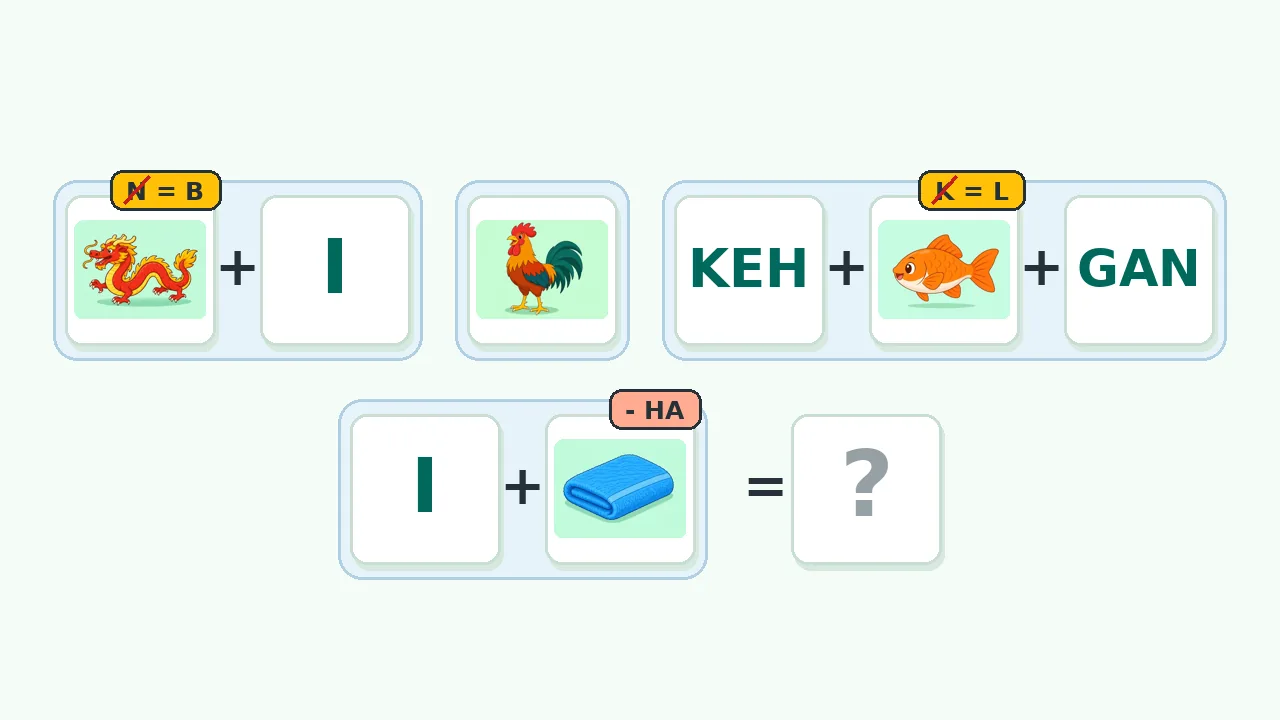 N = B
K = L
+ I
KEH + + GAN
- HA
I + = ?